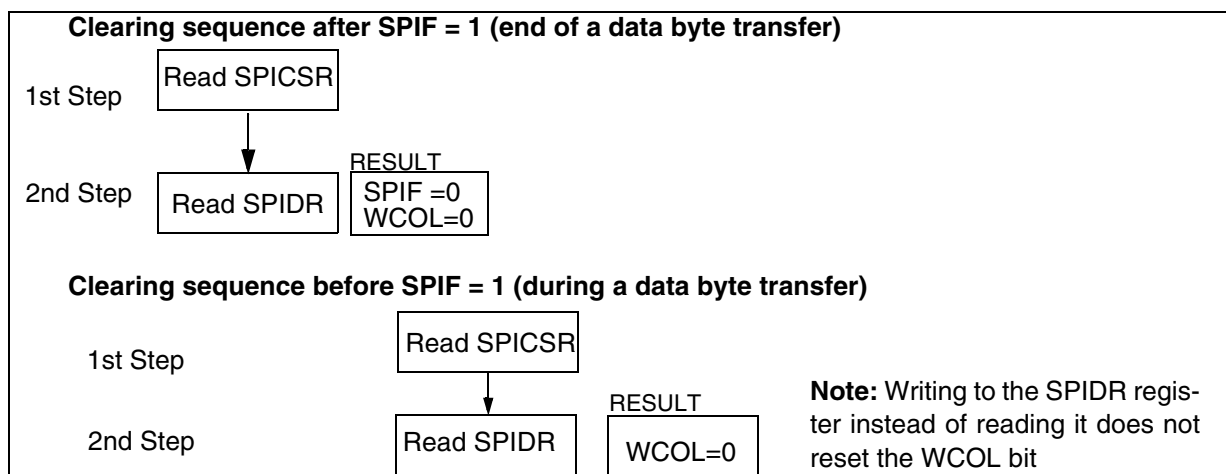 Clearing sequence after SPIF = 1 (end of a data byte transfer)
1st Step
Read SPICSR
2nd Step
Read SPIDR
RESULT
SPIF =0
WCOL=0
Clearing sequence before SPIF = 1 (during a data byte transfer)
1st Step
Read SPICSR
2nd Step
Read SPIDR
RESULT
WCOL=0
Note: Writing to the SPIDR regis-
ter instead of reading it does not
reset the WCOL bit